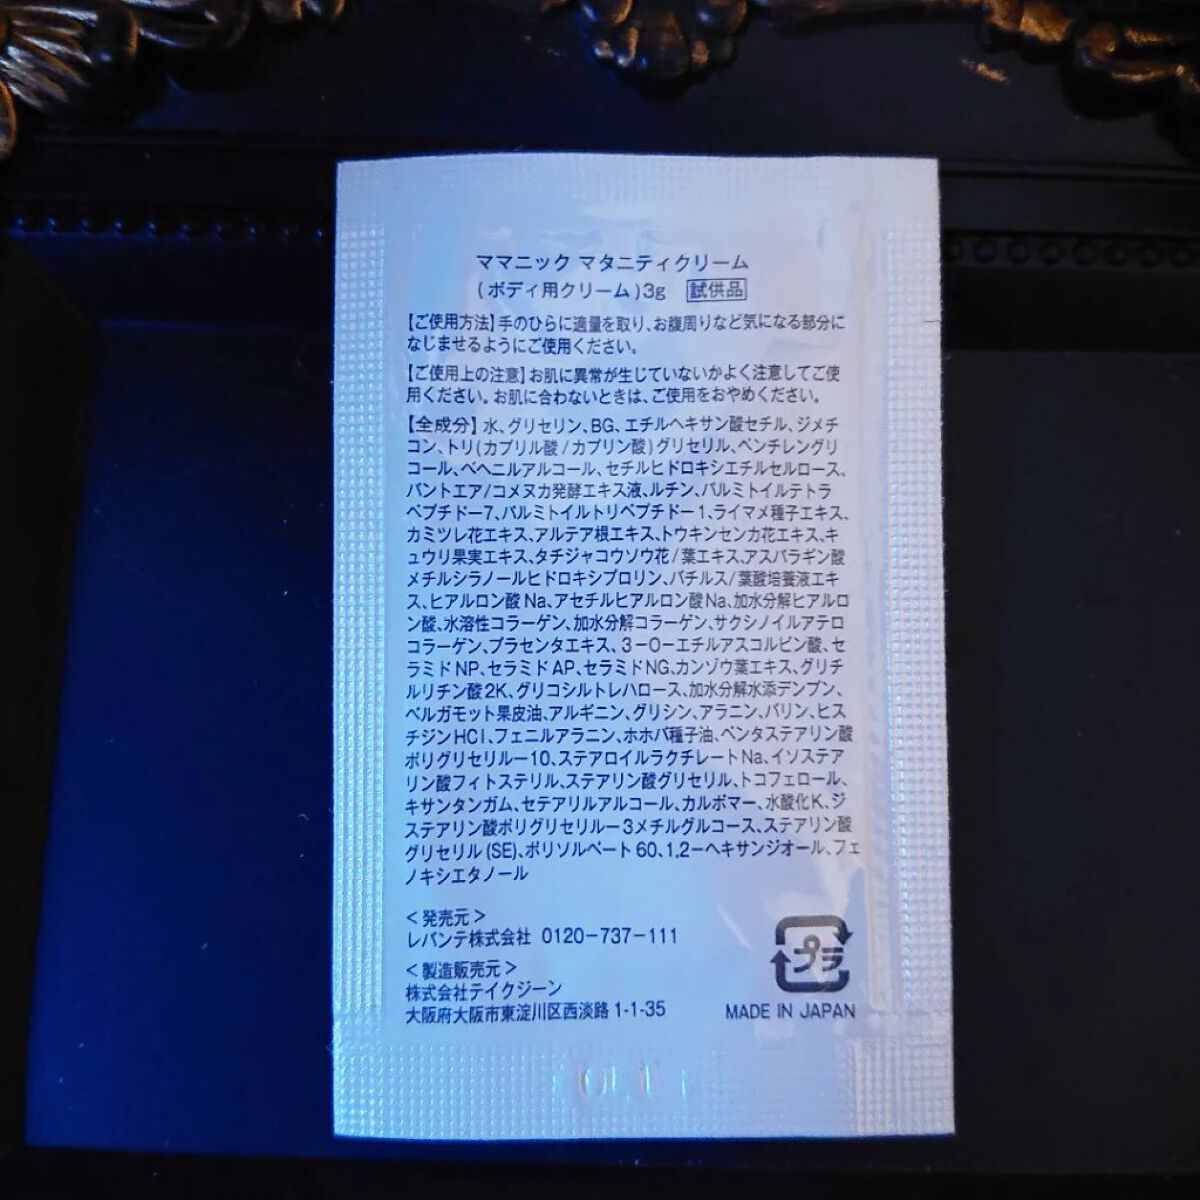 ママニック マタニティクリーム
(ボディ用クリーム)3g 試供品
【ご使用方法】手のひらに適量を取り、お腹周りなど気になる部分に
なじませるようにご使用ください。
【ご使用上の注意】お肌に異常が生じていないかよく注意してご使
用ください。お肌に合わないときは、ご使用をおやめください。
【全成分】水、グリセリン、BG、エチルヘキサン酸セチル、ジメチ
コン、トリ(カプリル酸/カプリン酸)グリセリル、ペンチレングリ
コール、ベヘニルアルコール、セチルヒドロキシエチルセルロース、
パントエア/コメヌカ発酵エキス液、ルチン、パルミトイルテトラ
ペプチドー7、パルミトイルトリペプチドー1、ライマメ種子エキス、
カミツレ花エキス、アルテア根エキス、トウキンセンカ花エキス、キ
ュウリ果実エキス、タチジャコウソウ花/葉エキス、アスパラギン酸
メチルシラノールヒドロキシプロリン、バチルス/葉酸培養液エキ
ス、ヒアルロン酸Na、アセチルヒアルロン酸Na、加水分解ヒアルロ
ン酸、水溶性コラーゲン、加水分解コラーゲン、サクシノイルアテロ
コラーゲン、プラセンタエキス、3-O-エチルアスコルビン酸、セ
ラミドNP、セラミドAP、セラミドNG、カンゾウ葉エキス、グリチ
ルリチン酸2K、グリコシルトレハロース、加水分解水添デンプン、
ベルガモット果皮油、アルギニン、グリシン、アラニン、バリン、ヒス
チジンHCl、フェニルアラニン、ホホバ種子油、ペンタステアリン酸
ポリグリセリルー10、ステアロイルラクチレートNa、イソステア
リン酸フィトステリル、ステアリン酸グリセリル、トコフェロール、
キサンタンガム、セテアリルアルコール、カルボマー、水酸化K、ジ
ステアリン酸ポリグリセリルー3メチルグルコース、ステアリン酸
グリセリル(SE)、ポリソルベート60、1,2-ヘキサンジオール、フェ
ノキシエタノール
<発売元>
レバンテ株式会社 0120-737-111
<製造販売元>
株式会社テイクジーン
大阪府大阪市東淀川区西淡路1-1-35
プラ
MADE IN JAPAN